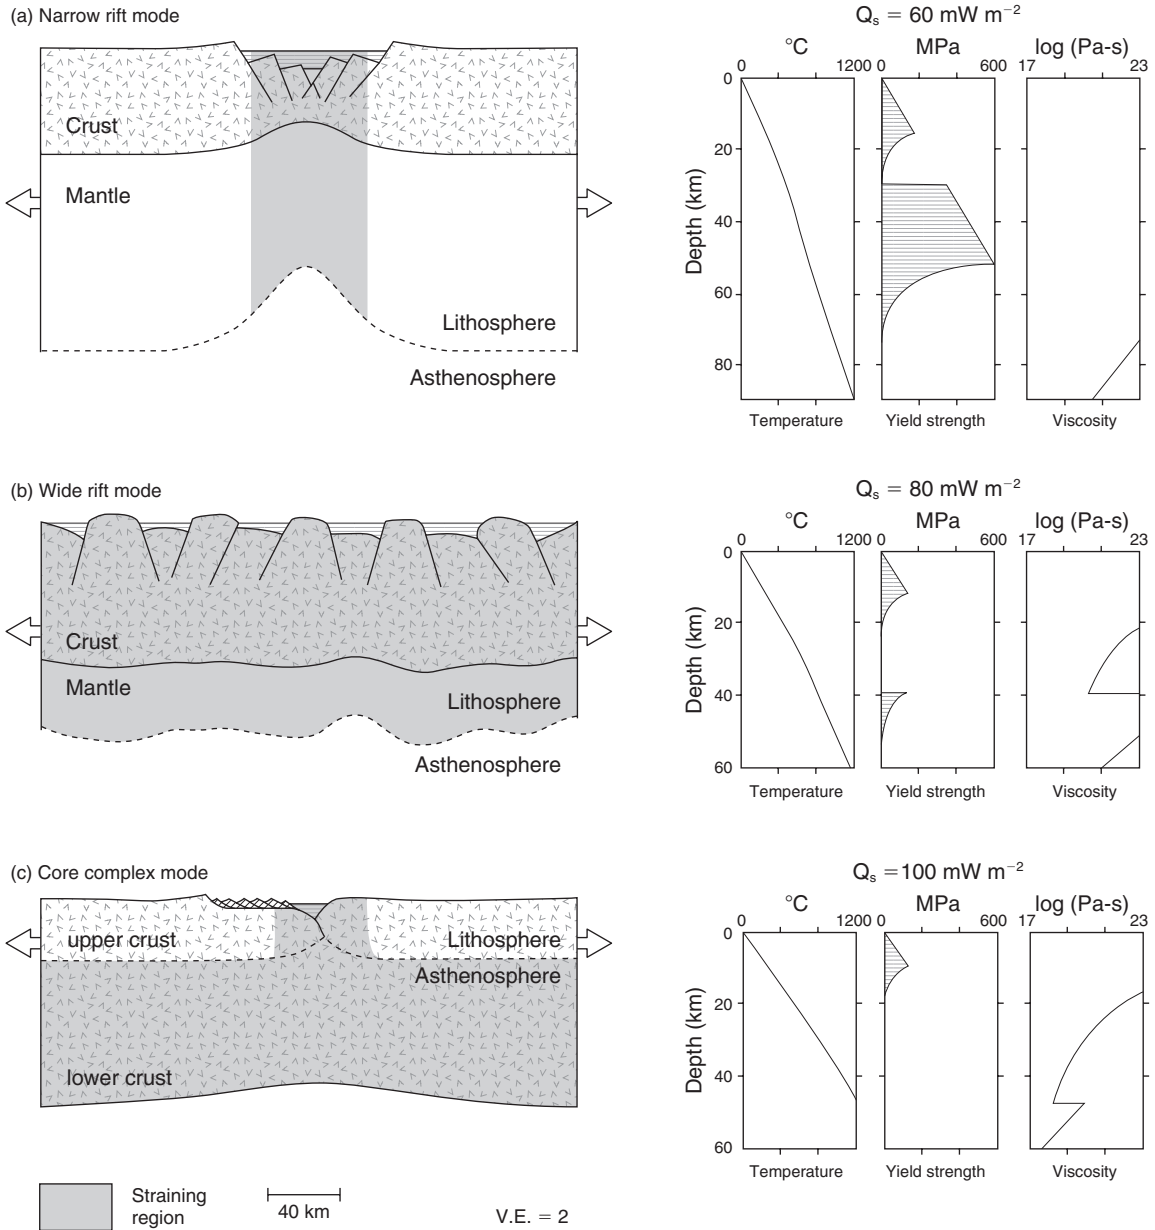 (a) Narrow rift mode
Crust
Mantle
Lithosphere
Asthenosphere
Qs = 60 mW m−2
°C
MPa
log (Pa-s)
0
1200
0
600
17
23
0
20
40
60
80
Depth (km)
Temperature
Yield strength
Viscosity
(b) Wide rift mode
Crust
Mantle
Lithosphere
Asthenosphere
Qs = 80 mW m−2
°C
MPa
log (Pa-s)
0
1200
0
600
17
23
0
20
40
60
Depth (km)
Temperature
Yield strength
Viscosity
(c) Core complex mode
upper crust
Lithosphere
Asthenosphere
lower crust
Qs =100 mW m−2
°C
MPa
log (Pa-s)
0
1200
0
600
17
23
0
20
40
60
Depth (km)
Temperature
Yield strength
Viscosity
Straining
region
40 km
V.E. = 2